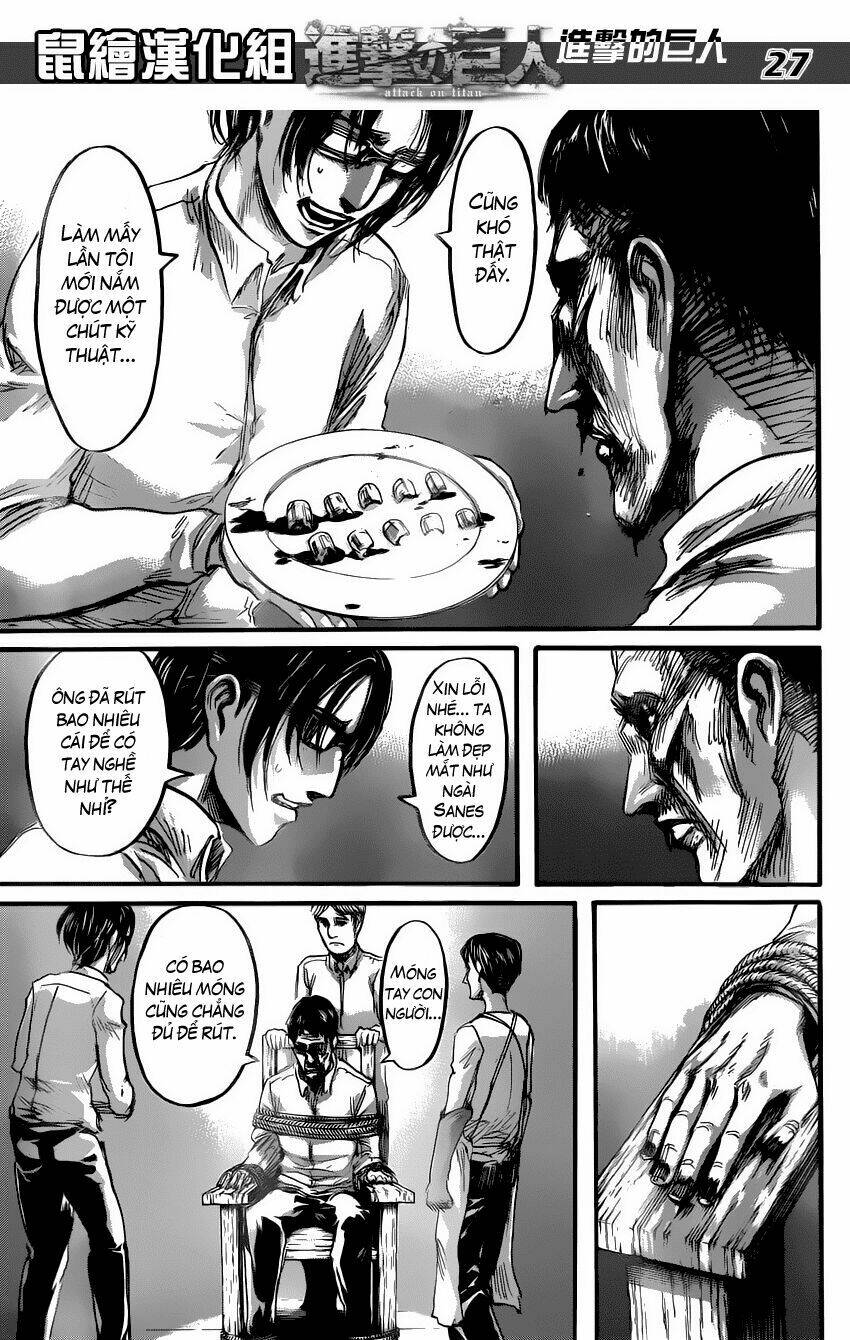 鼠繪漢化組 進撃の巨人 進擊的巨人 27
attack on titan
CŨNG
KHÓ
THẬT
ĐẤY.
LÀM MẤY
LẦN TÔI
MỚI NẮM
ĐƯỢC MỘT
CHÚT KỸ
THUẬT...
XIN LỖI
NHÉ... TA
KHÔNG
LÀM ĐẸP
MẮT NHƯ
NGÀI
SANES
ĐƯỢC...
ÔNG ĐÃ RÚT
BAO NHIÊU
CÁI ĐỂ CÓ
TAY NGHỀ
NHƯ THẾ
NHỈ?
MÓNG
TAY CON
NGƯỜI...
CÓ BAO
NHIÊU MÓNG
CŨNG CHẲNG
ĐỦ ĐỂ RÚT.